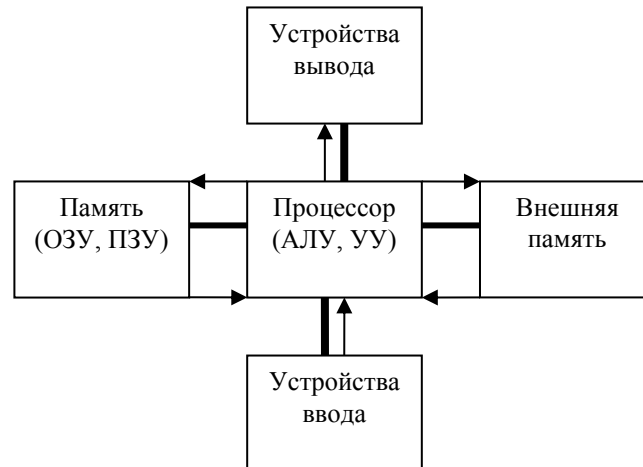 Устройства
вывода
Память
(ОЗУ, ПЗУ)
Процессор
(АЛУ, УУ)
Внешняя
память
Устройства
ввода